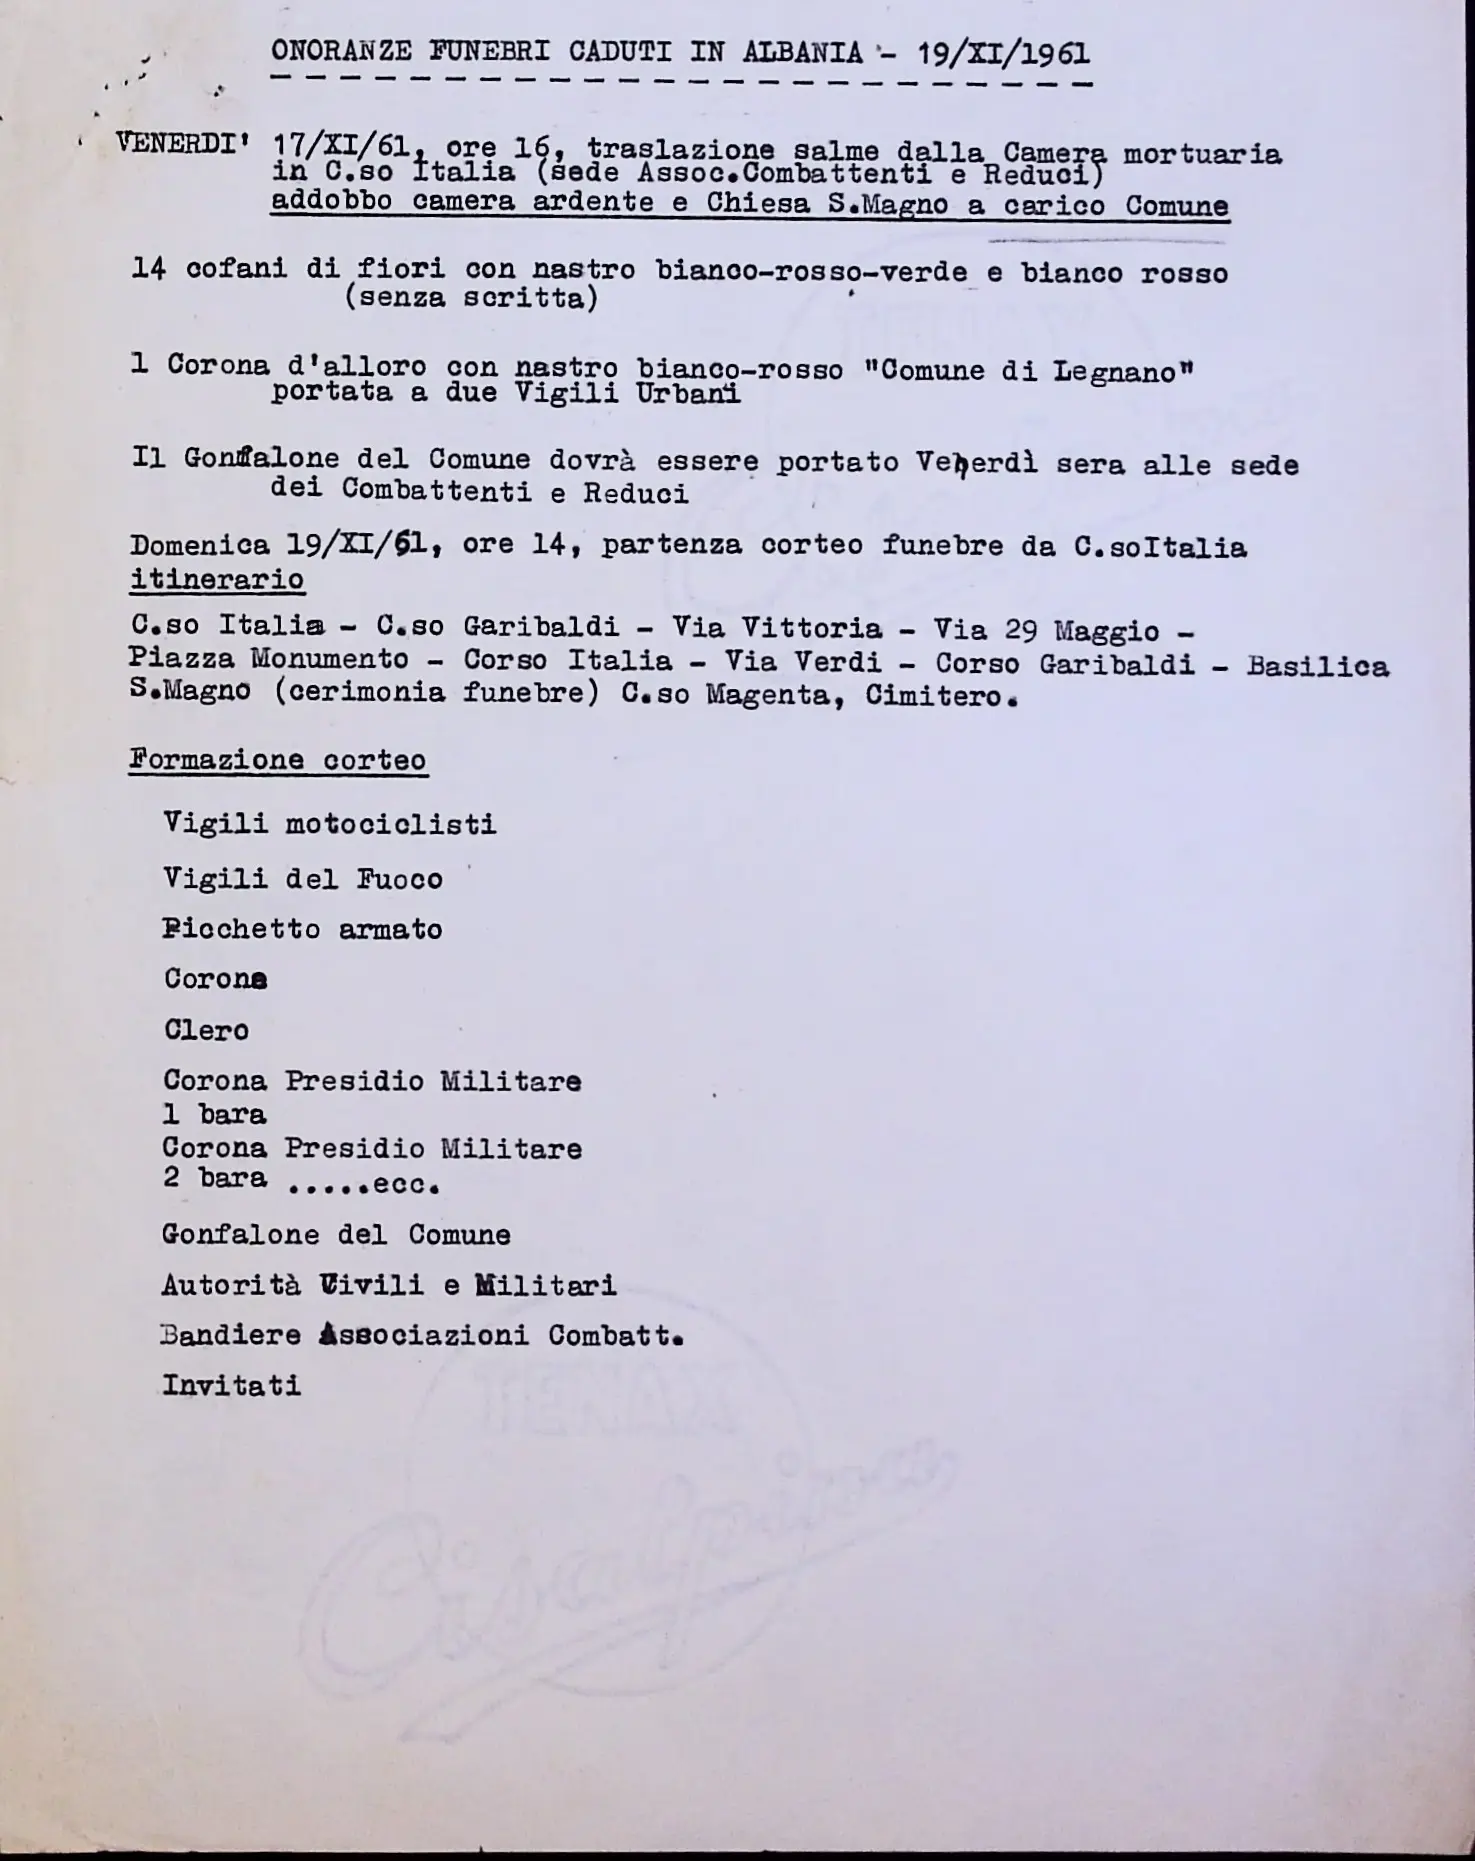 ONORANZE FUNEBRI CADUTI IN ALBANIA - 19/XI/1961
VENERDI' 17/XI/61, ore 16, traslazione salme dalla Camera mortuaria
in C.so Italia (sede Assoc.Combattenti e Reduci)
addobbo camera ardente e Chiesa S.Magno a carico Comune
14 cofani di fiori con nastro bianco-rosso-verde e bianco rosso
(senza scritta)
1 Corona d'alloro con nastro bianco-rosso "Comune di Legnano"
portata a due Vigili Urbani
Il Gonfalone del Comune dovrà essere portato Venerdì sera alle sede
dei Combattenti e Reduci
Domenica 19/XI/61, ore 14, partenza corteo funebre da C.soItalia
itinerario
C.so Italia - C.so Garibaldi - Via Vittoria - Via 29 Maggio -
Piazza Monumento - Corso Italia - Via Verdi - Corso Garibaldi - Basilica
S.Magno (cerimonia funebre) C.so Magenta, Cimitero.
Formazione corteo
Vigili motociclisti
Vigili del Fuoco
Picchetto armato
Corone
Clero
Corona Presidio Militare
1 bara
Corona Presidio Militare
2 bara .....ecc.
Gonfalone del Comune
Autorità Civili e Militari
Bandiere Associazioni Combatt.
Invitati
TENAX
Cisalpina